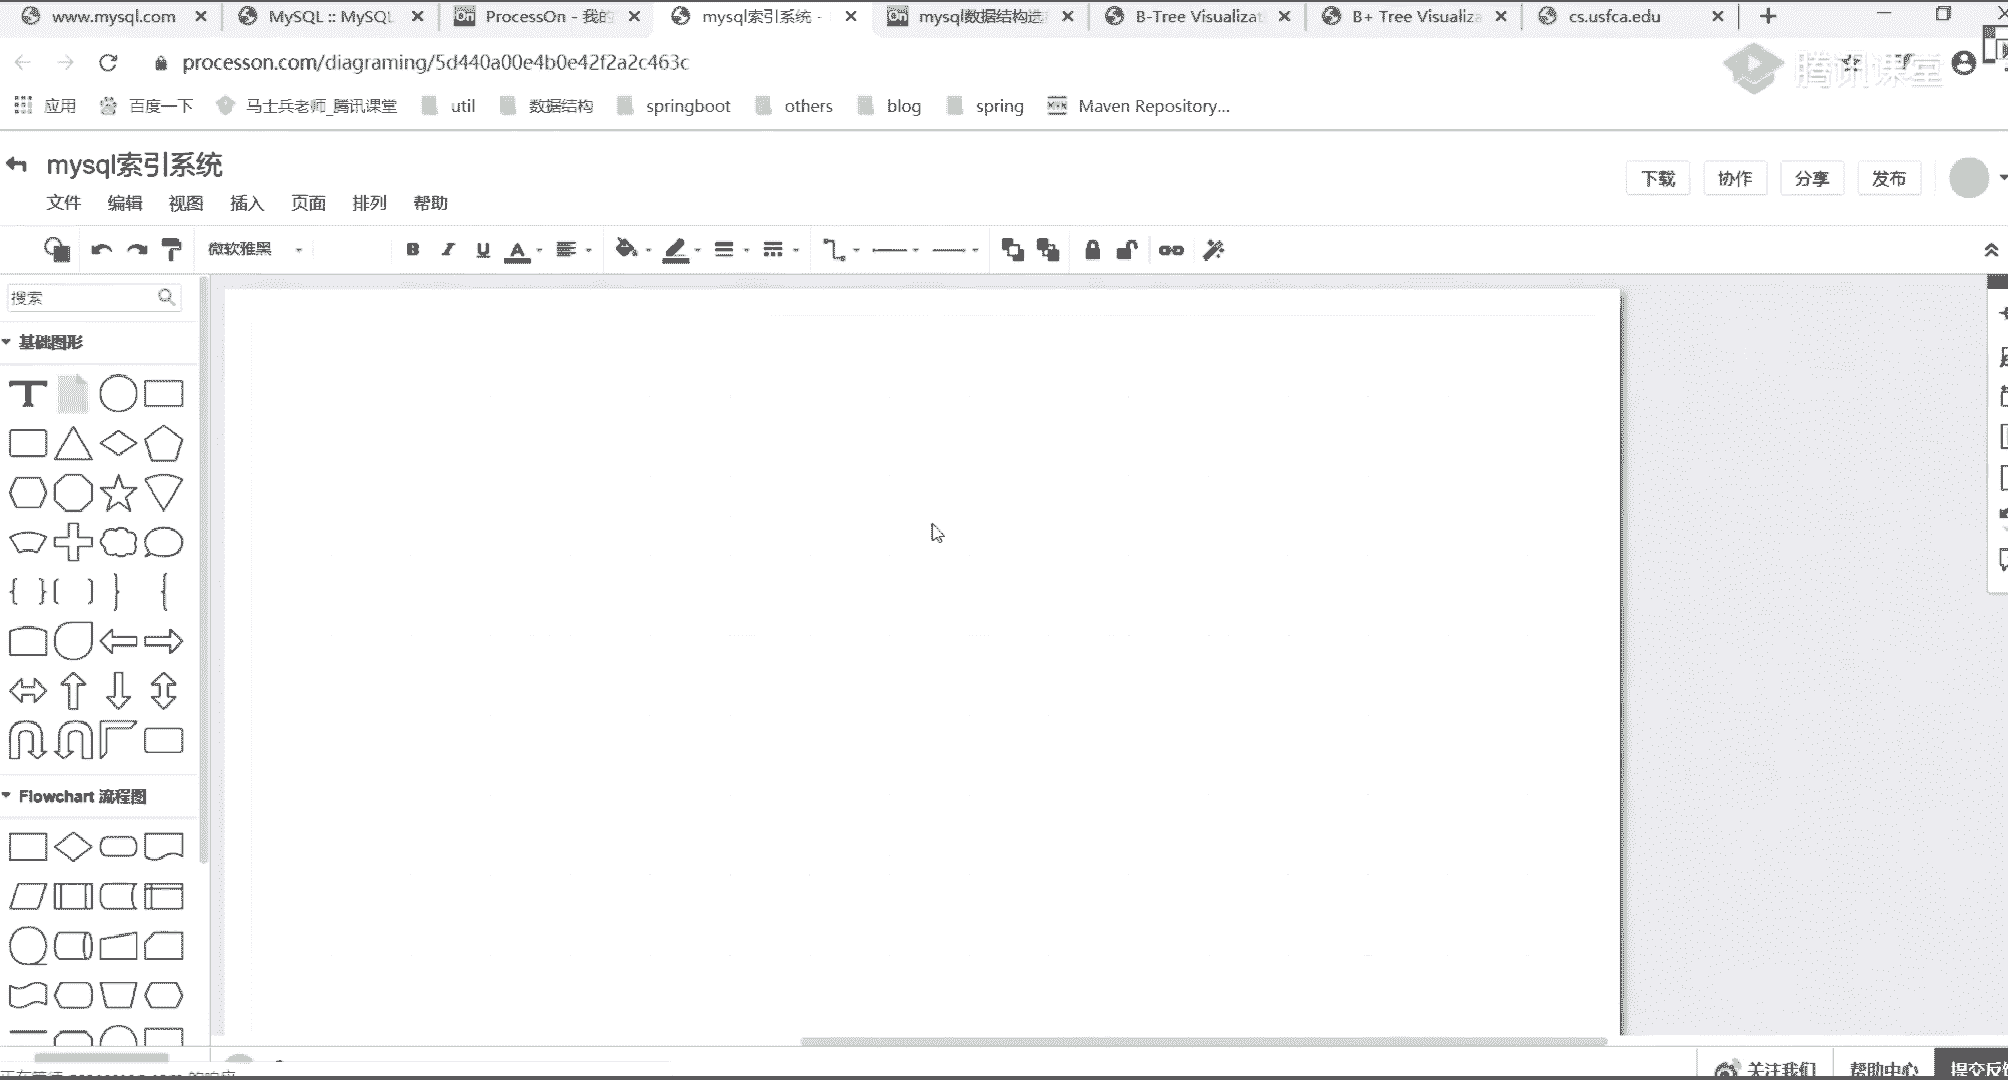 www.mysql.com
MySQL :: MySQL
ProcessOn - 我的
mysql索引系统 -
mysql数据结构选
B-Tree Visualizat
B+ Tree Visualiza
cs.usfca.edu
processon.com/diagraming/5d440a00e4b0e42f2a2c463c
腾讯课堂
应用
百度一下
马士兵老师_腾讯课堂
util
数据结构
springboot
others
blog
spring
Maven Repository...
mysql索引系统
下载
协作
分享
发布
文件
编辑
视图
插入
页面
排列
帮助
微软雅黑
搜索
基础图形
Flowchart 流程图
关注我们
帮助中心
提交反馈